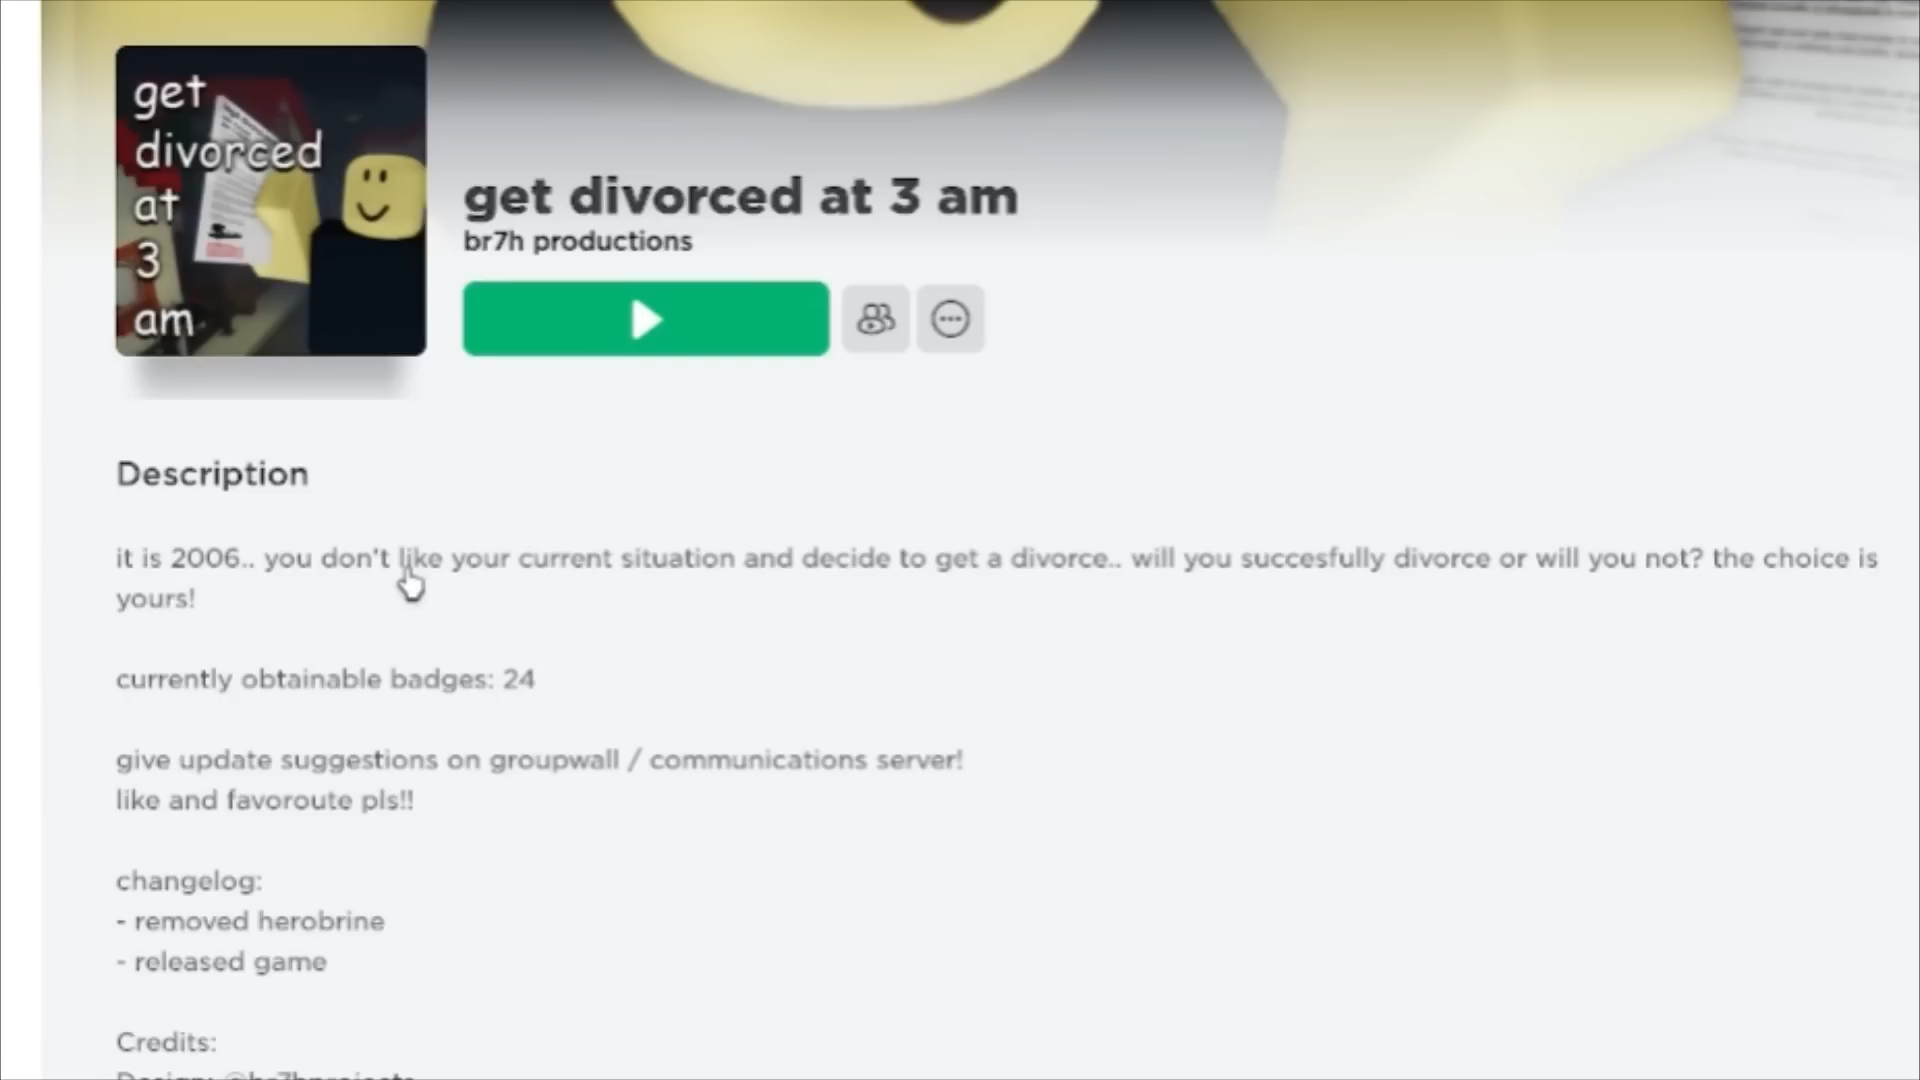 get
divorced
at
3
am
get divorced at 3 am
br7h productions
Description
it is 2006.. you don't like your current situation and decide to get a divorce.. will you succesfully divorce or will you not? the choice is
yours!
currently obtainable badges: 24
give update suggestions on groupwall / communications server!
like and favoroute pls!!
changelog:
- removed herobrine
- released game
Credits: